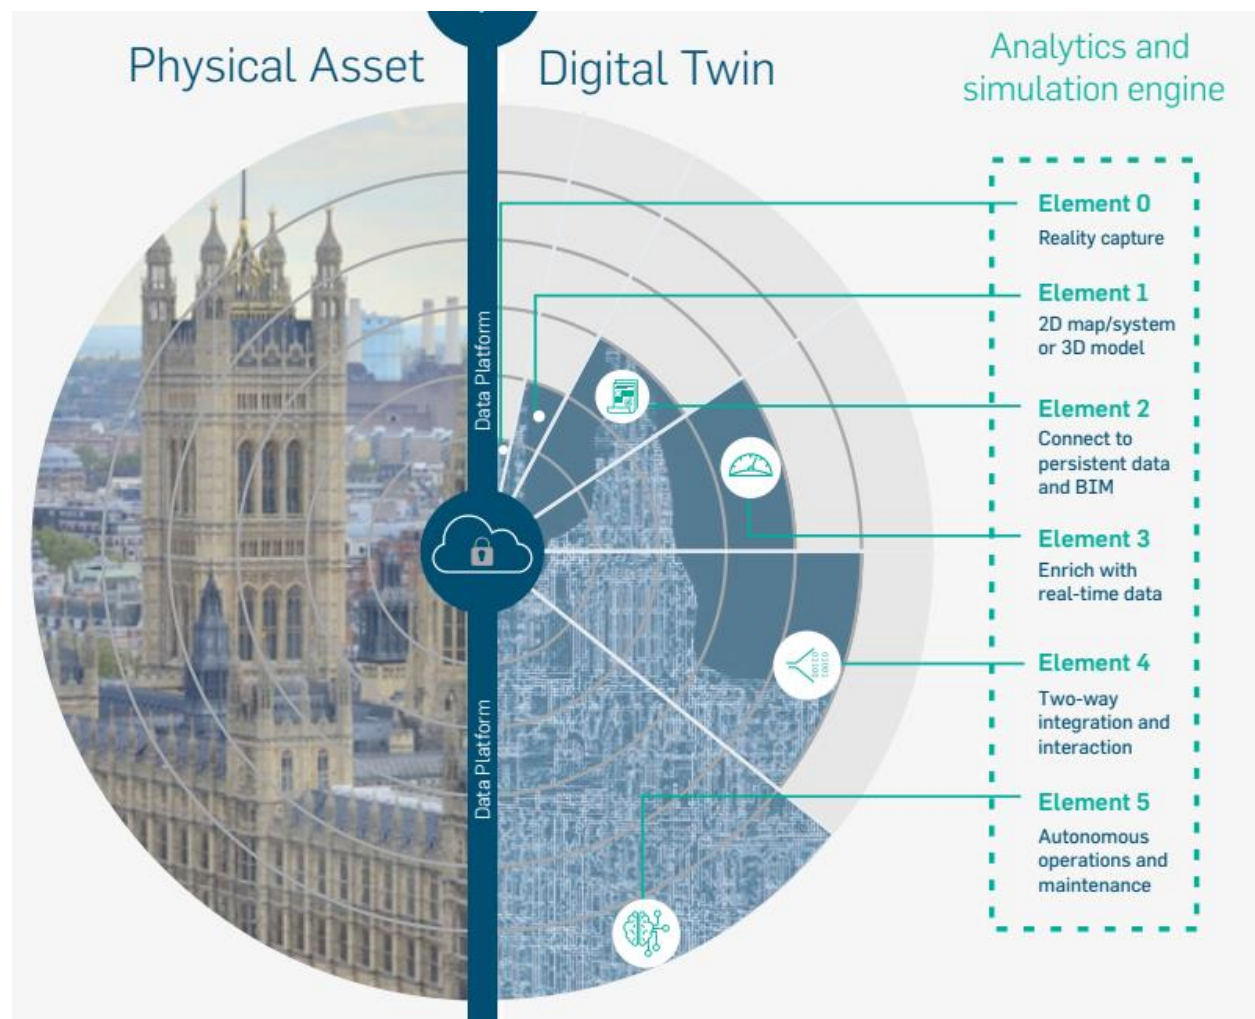 Physical Asset
Digital Twin
Analytics and
simulation engine
Data Platform
Data Platform
Element 0
Reality capture
Element 1
2D map/system
or 3D model
Element 2
Connect to
persistent data
and BIM
Element 3
Enrich with
real-time data
Element 4
Two-way
integration and
interaction
Element 5
Autonomous
operations and
maintenance